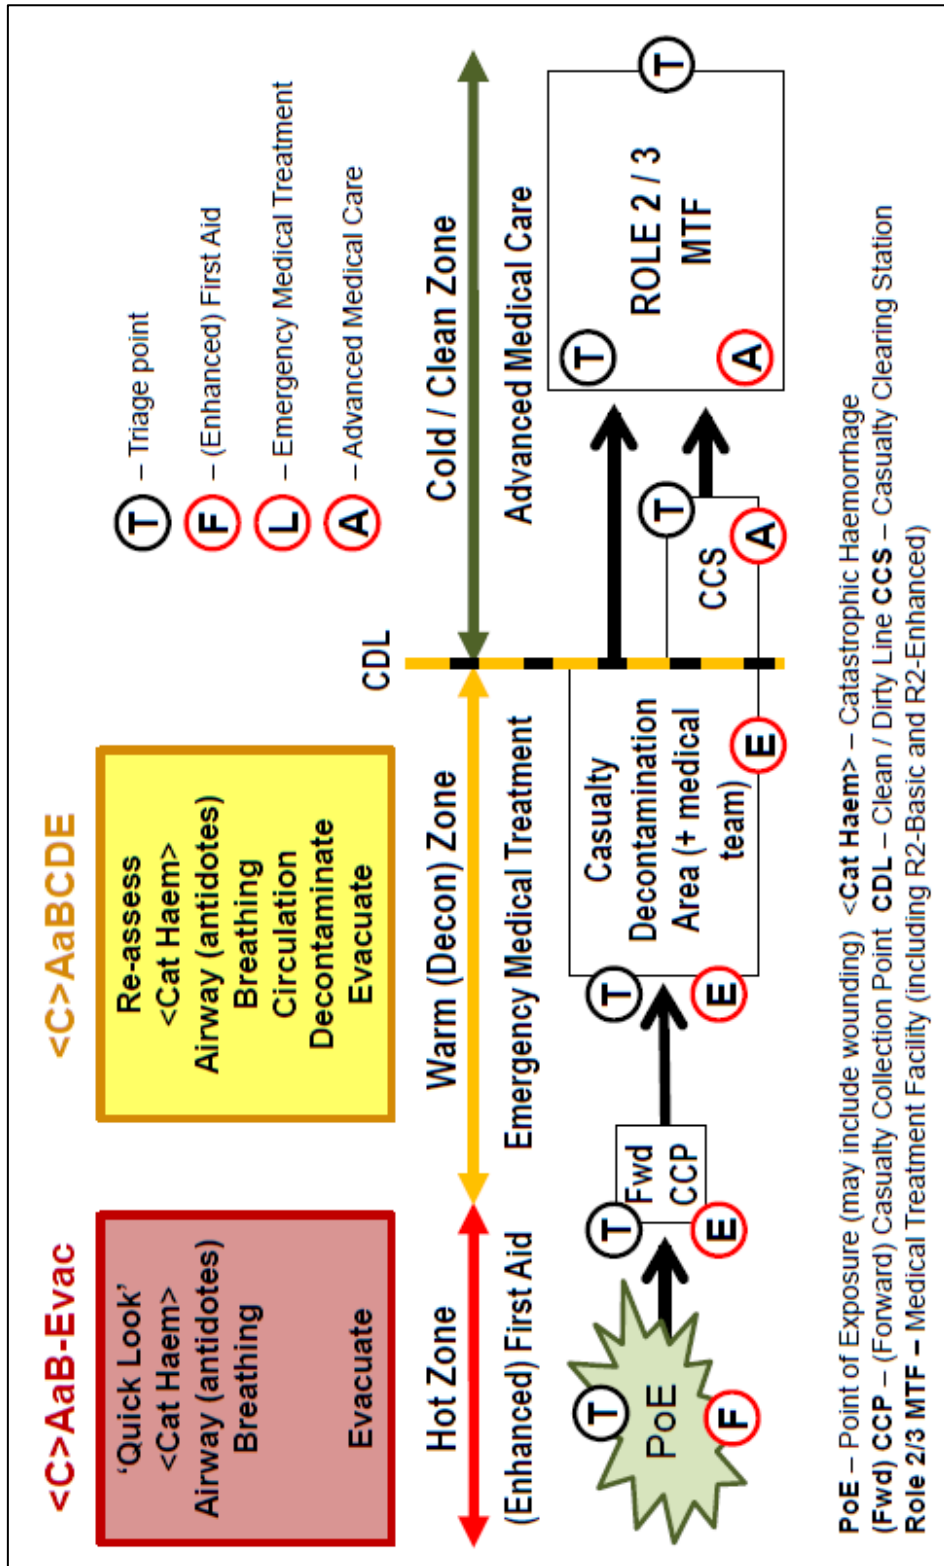 <C>AaB-Evac
'Quick Look'
<Cat Haem>
Airway (antidotes)
Breathing
Evacuate
<C>AaBCDE
Re-assess
<Cat Haem>
Airway (antidotes)
Breathing
Circulation
Decontaminate
Evacuate
T – Triage point
F – (Enhanced) First Aid
L – Emergency Medical Treatment
A – Advanced Medical Care
Hot Zone
(Enhanced) First Aid
Warm (Decon) Zone
Emergency Medical Treatment
CDL
Cold / Clean Zone
Advanced Medical Care
T
PoE
F
T
Fwd
CCP
E
T
E
Casualty
Decontamination
Area (+ medical
team)
E
T
CCS
A
T
ROLE 2 / 3
MTF
A
T
PoE – Point of Exposure (may include wounding) <Cat Haem> – Catastrophic Haemorrhage
(Fwd) CCP – (Forward) Casualty Collection Point CDL – Clean / Dirty Line CCS – Casualty Clearing Station
Role 2/3 MTF – Medical Treatment Facility (including R2-Basic and R2-Enhanced)